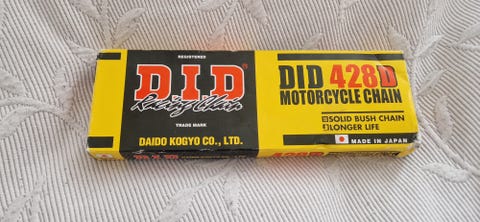 REGISTERED
D.I.D
Racing Chain
TRADE MARK
DAIDO KOGYO CO., LTD.
DID 428D
MOTORCYCLE CHAIN
SOLID BUSH CHAIN
LONGER LIFE
MADE IN JAPAN
D.I.D
428D